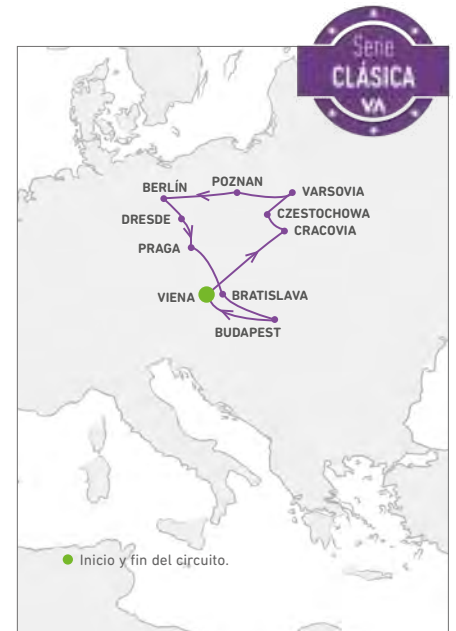 Serie
CLÁSICA
VA
BERLÍN
POZNAN
VARSOVIA
DRESDE
CZESTOCHOWA
CRACOVIA
PRAGA
VIENA
BRATISLAVA
BUDAPEST
Inicio y fin del circuito.